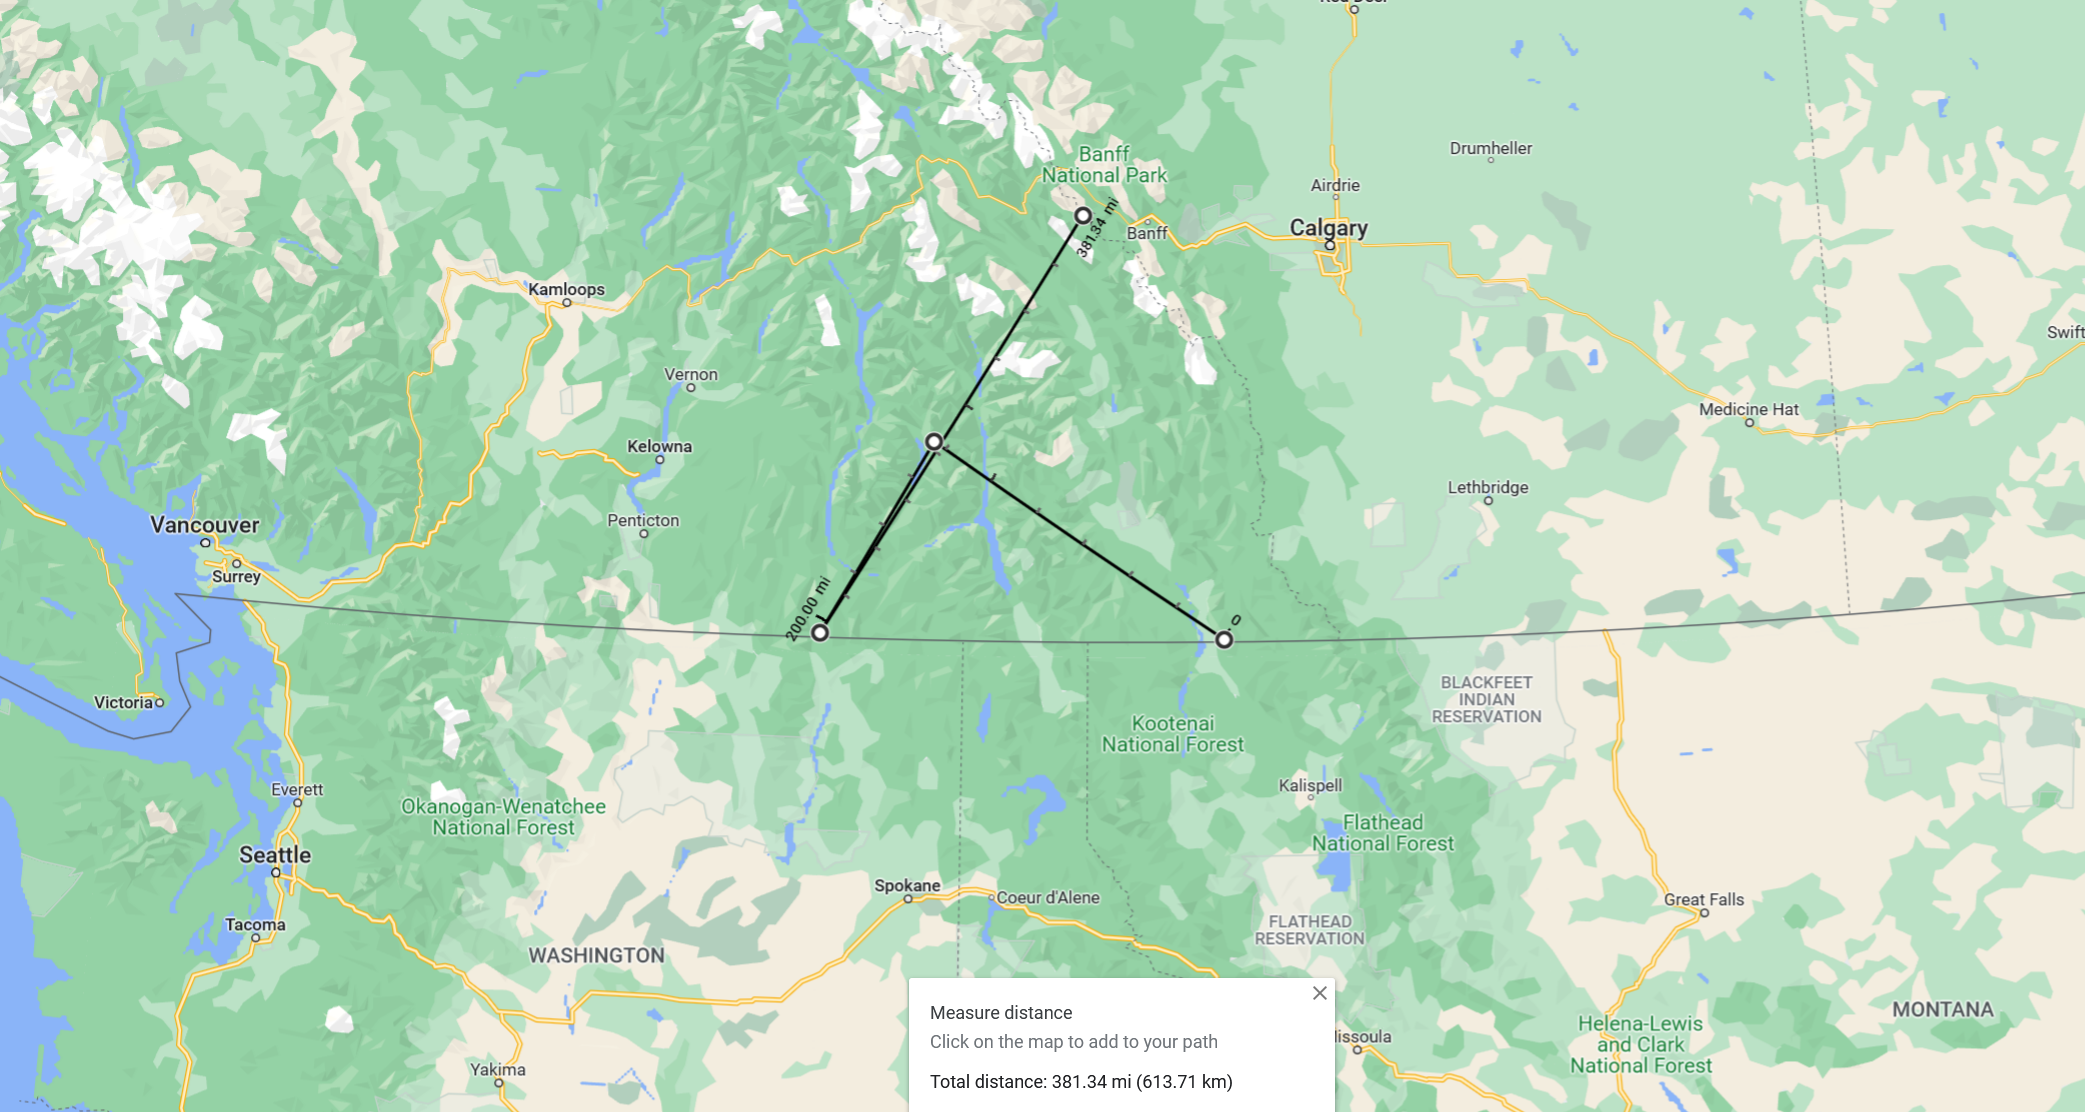 Banff
National Park
Drumheller
Airdrie
381.34 mi
Banff
Calgary
Kamloops
Swift
Vernon
Medicine Hat
Kelowna
Lethbridge
Vancouver
Penticton
Surrey
200.00 mi
0
Victoria
BLACKFEET
INDIAN
RESERVATION
Kootenai
National Forest
Everett
Kalispell
Okanogan-Wenatchee
National Forest
Flathead
National Forest
Seattle
Spokane
Coeur d'Alene
Great Falls
Tacoma
FLATHEAD
RESERVATION
WASHINGTON
Measure distance
Click on the map to add to your path
Total distance: 381.34 mi (613.71 km)
MONTANA
Helena-Lewis
and Clark
National Forest
issoula
Yakima